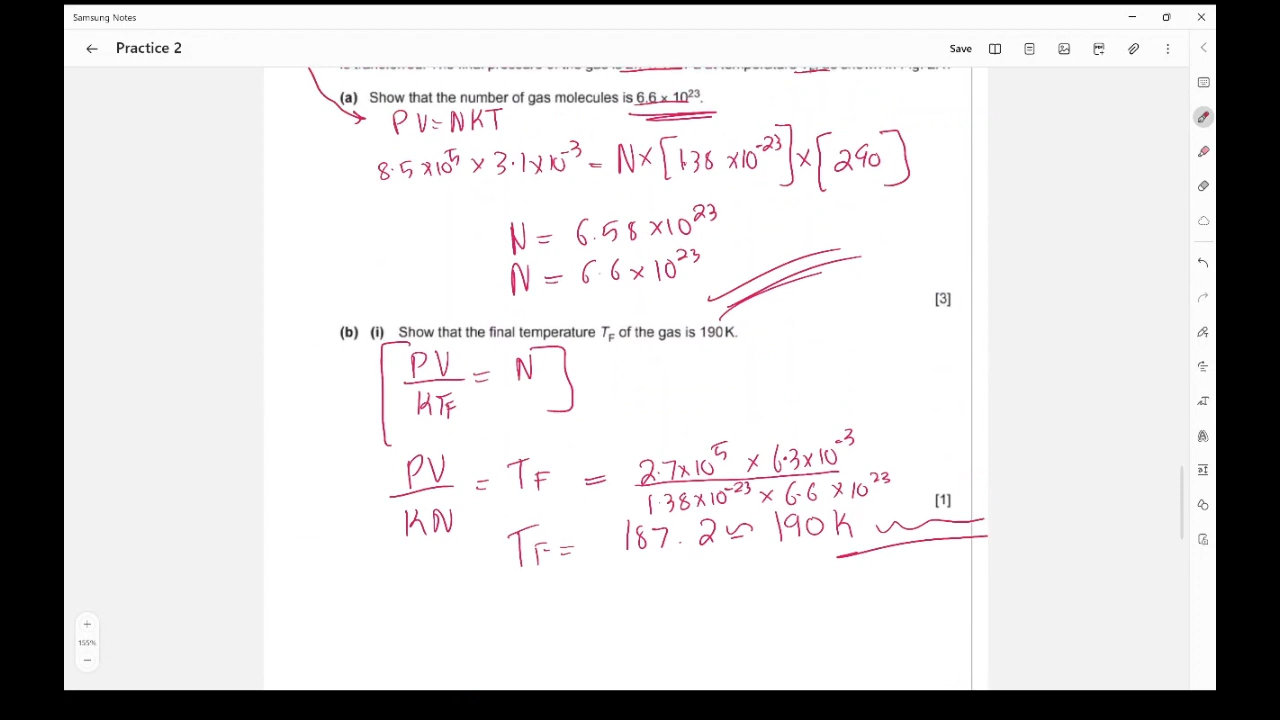 Samsung Notes
Practice 2
Save
(a) Show that the number of gas molecules is 6.6 × 10²³.
PV = NKT
8.5 × 10⁵ × 3.1 × 10⁻³ = N × [1.38 × 10⁻²³] × [290]
N = 6.58 × 10²³
N = 6.6 × 10²³
[3]
(b) (i) Show that the final temperature T_F of the gas is 190 K.
[PV / KT_F = N]
PV / KN = T_F = 2.7×10⁵ × 6.3×10⁻³ / 1.38×10⁻²³ × 6.6 × 10²³
[1]
T_F = 187.2 ≃ 190K
155%